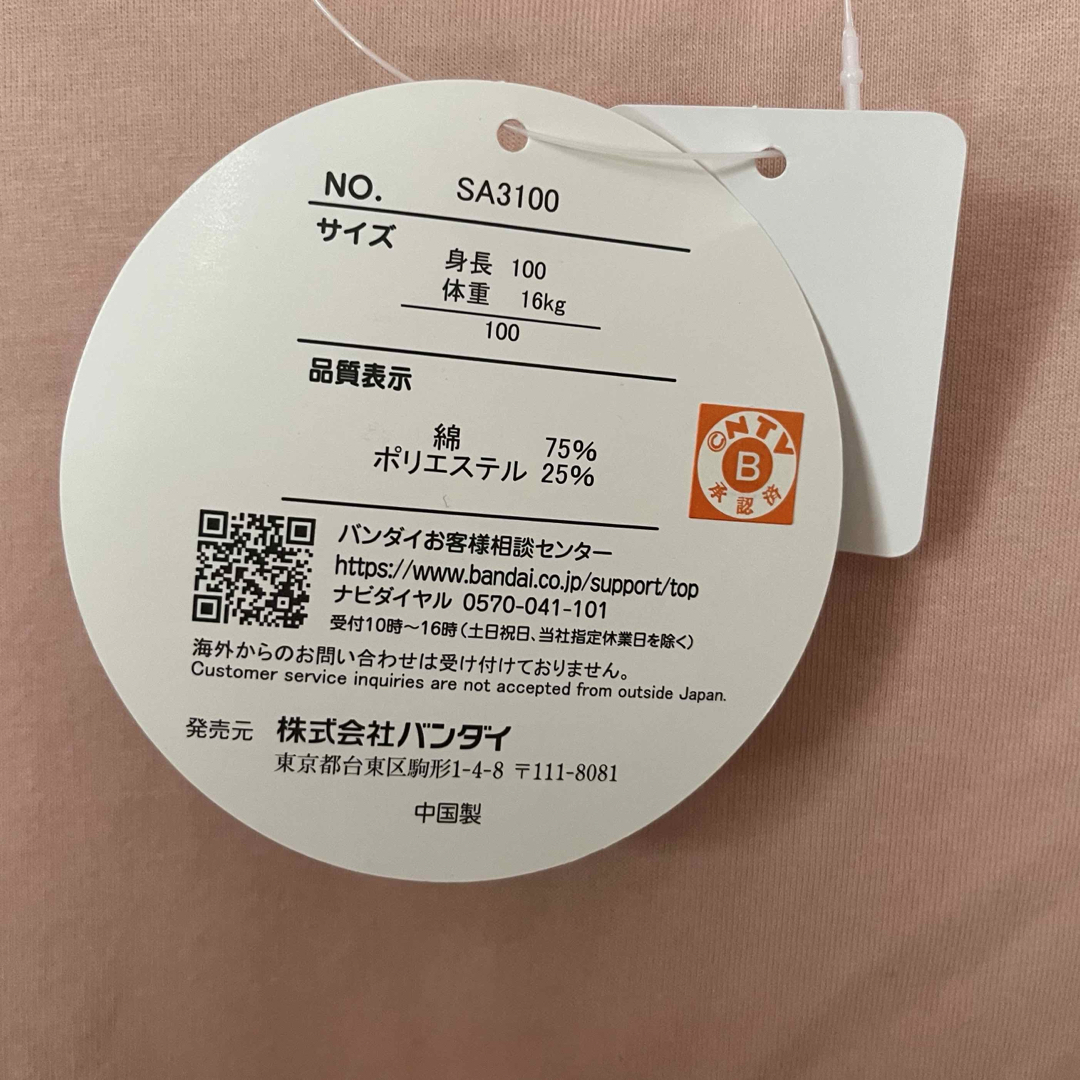 NO. SA3100
サイズ
身長 100
体重 16kg
100
品質表示
綿 75%
ポリエステル 25%
©NTV
B
承認済
バンダイお客様相談センター
https://www.bandai.co.jp/support/top
ナビダイヤル 0570-041-101
受付10時～16時(土日祝日、当社指定休業日を除く)
海外からのお問い合わせは受け付けておりません。
Customer service inquiries are not accepted from outside Japan.
発売元 株式会社バンダイ
東京都台東区駒形1-4-8 〒111-8081
中国製